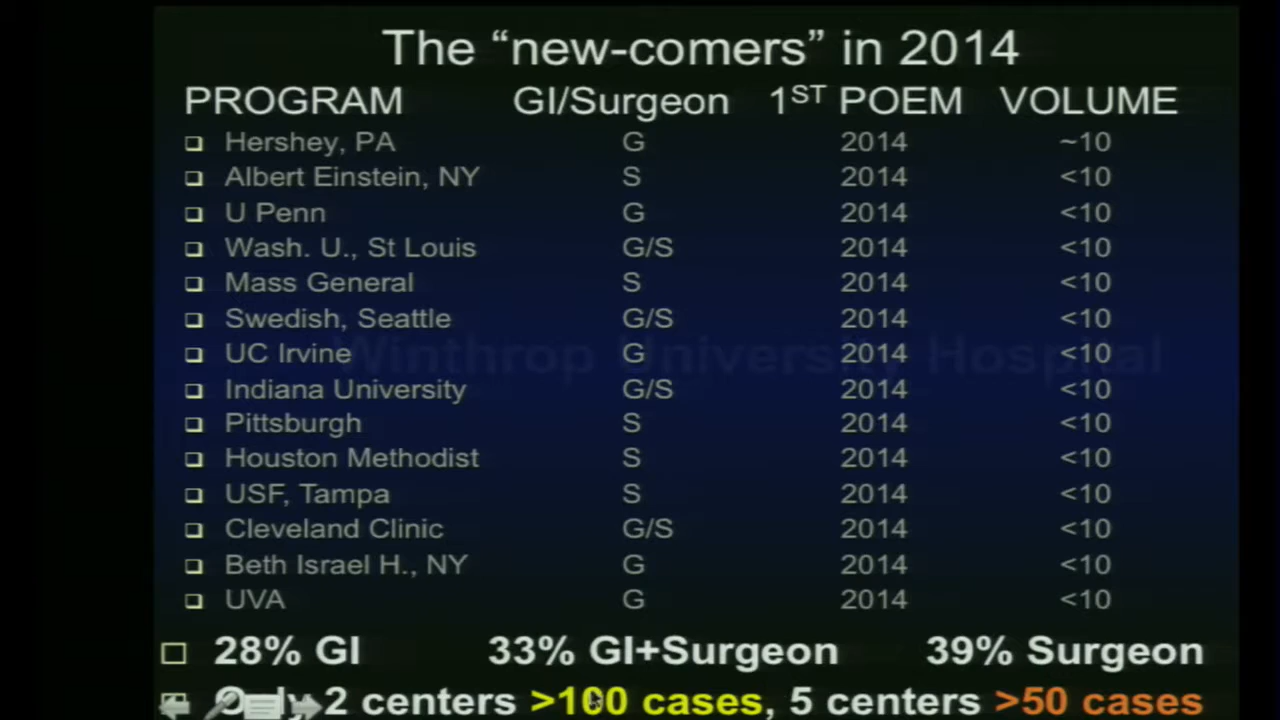 The “new-comers” in 2014
PROGRAM GI/Surgeon 1ST POEM VOLUME
Hershey, PA G 2014 ~10
Albert Einstein, NY S 2014 <10
U Penn G 2014 <10
Wash. U., St Louis G/S 2014 <10
Mass General S 2014 <10
Swedish, Seattle G/S 2014 <10
Winthrop University Hospital
UC Irvine G 2014 <10
Indiana University G/S 2014 <10
Pittsburgh S 2014 <10
Houston Methodist S 2014 <10
USF, Tampa S 2014 <10
Cleveland Clinic G/S 2014 <10
Beth Israel H., NY G 2014 <10
UVA G 2014 <10
28% GI 33% GI+Surgeon 39% Surgeon
Only 2 centers >100 cases, 5 centers >50 cases